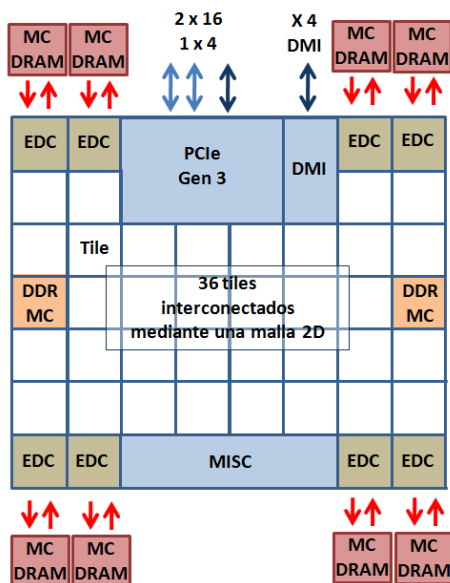 MC
DRAM
MC
DRAM
2 x 16
1 x 4
X 4
DMI
MC
DRAM
MC
DRAM
EDC
EDC
PCIe
Gen 3
DMI
EDC
EDC
Tile
DDR
MC
36 tiles
interconectados
mediante una malla 2D
DDR
MC
EDC
EDC
MISC
EDC
EDC
MC
DRAM
MC
DRAM
MC
DRAM
MC
DRAM